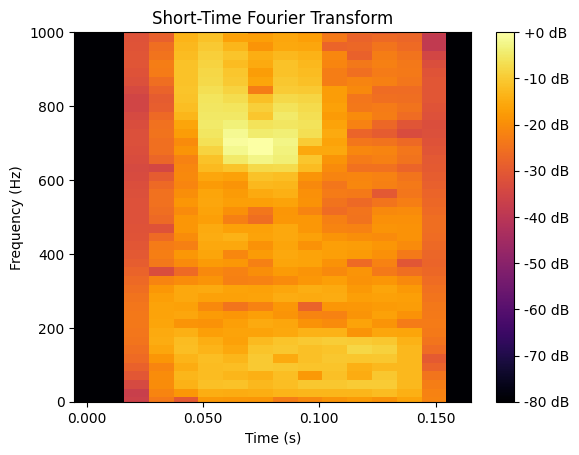 Short-Time Fourier Transform
1000
800
600
400
200
0
Frequency (Hz)
0.000
0.050
0.100
0.150
Time (s)
+0 dB
-10 dB
-20 dB
-30 dB
-40 dB
-50 dB
-60 dB
-70 dB
-80 dB